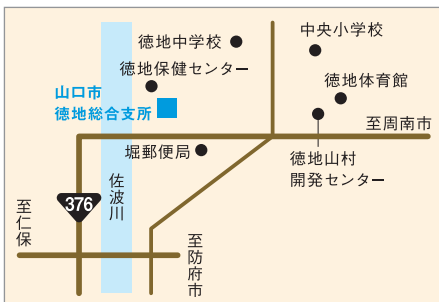 徳地中学校
中央小学校
徳地保健センター
徳地体育館
山口市
徳地総合支所
至周南市
堀郵便局
徳地山村
開発センター
佐波川
376
至仁保
至防府市